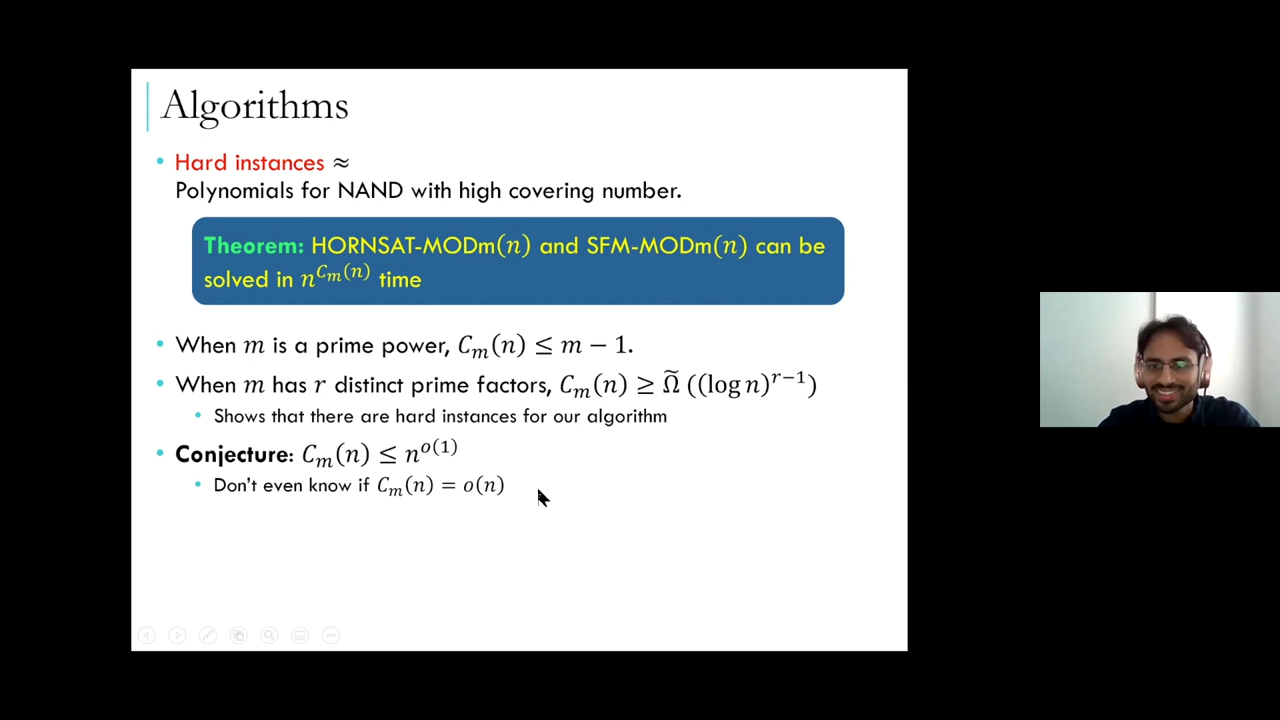 Algorithms
• Hard instances ≈
Polynomials for NAND with high covering number.
Theorem: HORNSAT-MODm(n) and SFM-MODm(n) can be
solved in n^{C_m(n)} time
• When m is a prime power, C_m(n) ≤ m − 1.
• When m has r distinct prime factors, C_m(n) ≥ Ω̃ ((log n)^{r−1})
• Shows that there are hard instances for our algorithm
• Conjecture: C_m(n) ≤ n^{o(1)}
• Don't even know if C_m(n) = o(n)